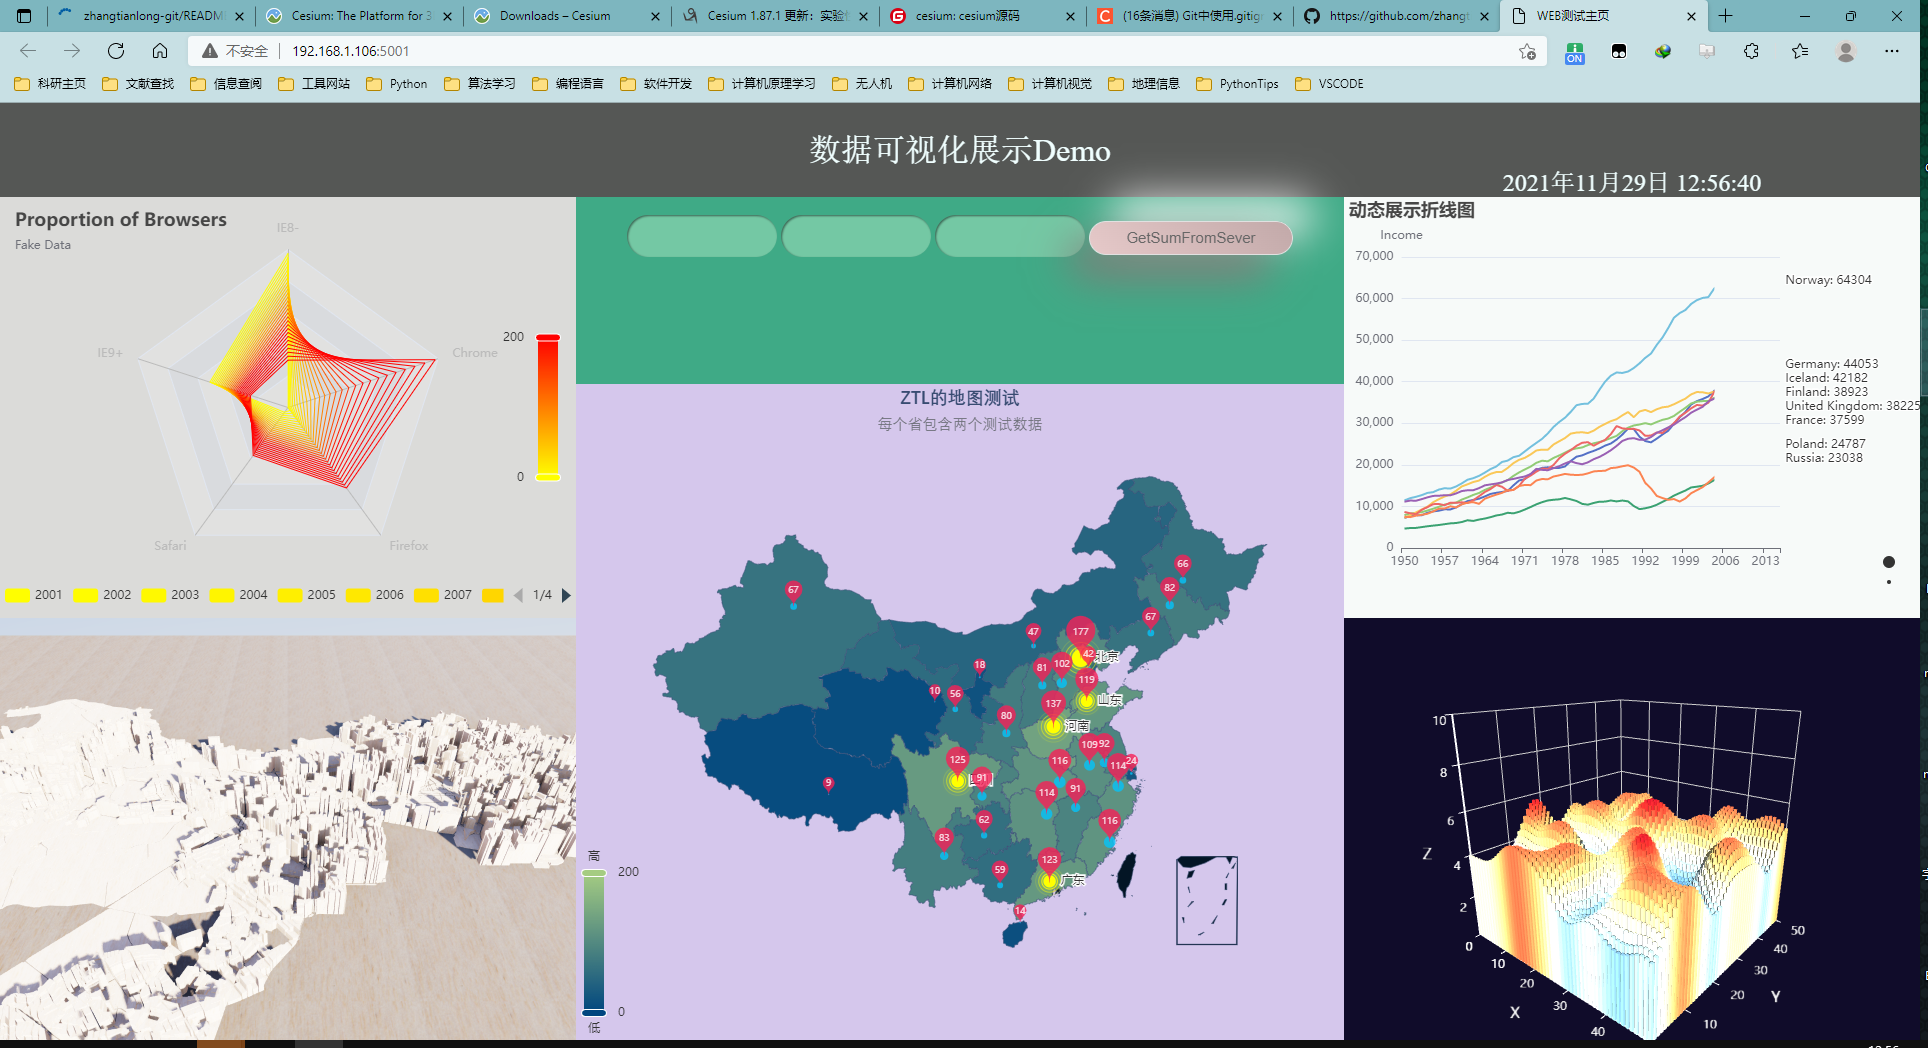 zhangtianlong-git/READM
Cesium: The Platform for 3
Downloads – Cesium
Cesium 1.87.1 更新：实验
cesium: cesium源码
(16条消息) Git中使用.gitig
https://github.com/zhangt
WEB测试主页
不安全
192.168.1.106:5001
ON
科研主页
文献查找
信息查阅
工具网站
Python
算法学习
编程语言
软件开发
计算机原理学习
无人机
计算机网络
计算机视觉
地理信息
PythonTips
VSCODE
数据可视化展示Demo
2021年11月29日 12:56:40
Proportion of Browsers
Fake Data
IE8-
IE9+
Chrome
Safari
Firefox
200
0
2001
2002
2003
2004
2005
2006
2007
1/4
GetSumFromSever
ZTL的地图测试
每个省包含两个测试数据
66
82
67
67
47
177
42
北京
18
81
102
119
山东
10
56
137
河南
80
109
92
125
91
116
114
24
9
114
91
62
83
116
123
广东
59
14
高
200
0
低
动态展示折线图
Income
70,000
60,000
50,000
40,000
30,000
20,000
10,000
0
1950
1957
1964
1971
1978
1985
1992
1999
2006
2013
Norway: 64304
Germany: 44053
Iceland: 42182
Finland: 38923
United Kingdom: 38225
France: 37599
Poland: 24787
Russia: 23038
10
8
6
4
2
0
Z
10
20
30
40
X
10
20
30
40
50
Y